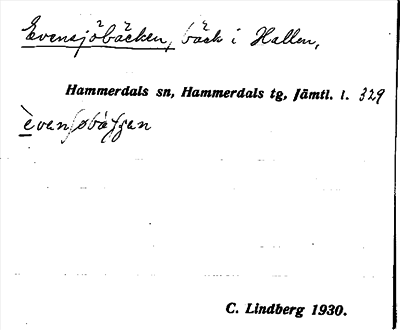 Evensjöbäcken, bäck i Hallen,
Hammerdals sn, Hammerdals tg, Jämtl. l. 329
C. Lindberg 1930.